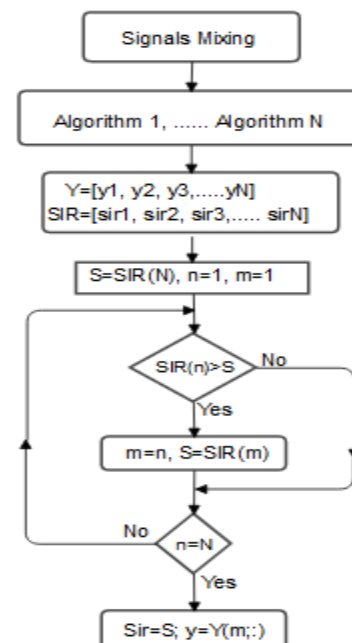 Signals Mixing
Algorithm 1, ...... Algorithm N
Y=[y1, y2, y3,.....yN]
SIR=[sir1, sir2, sir3,..... sirN]
S=SIR(N), n=1, m=1
SIR(n)>S
No
Yes
m=n, S=SIR(m)
No
n=N
Yes
Sir=S; y=Y(m;:)